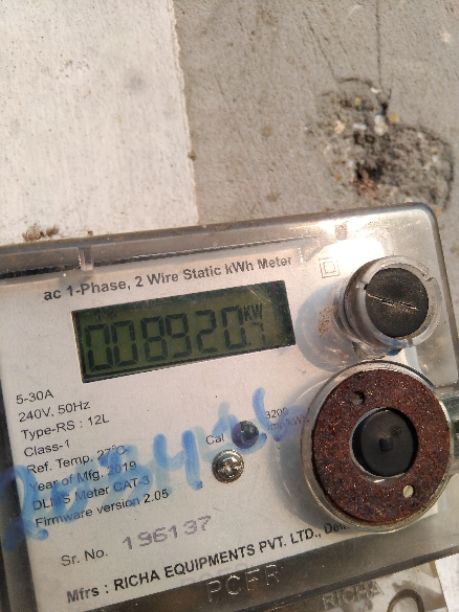 ac 1-Phase, 2 Wire Static kWh Meter
008920.1
KW
5-30A
240V, 50Hz
Type-RS : 12L
Class-1
Ref. Temp. 27°C
Year of Mfg. 2019
DLMS Meter CAT-3
Firmware version 2.05
Cal
3200
Sr. No. 196137
Mfrs : RICHA EQUIPMENTS PVT. LTD.,
RICHA